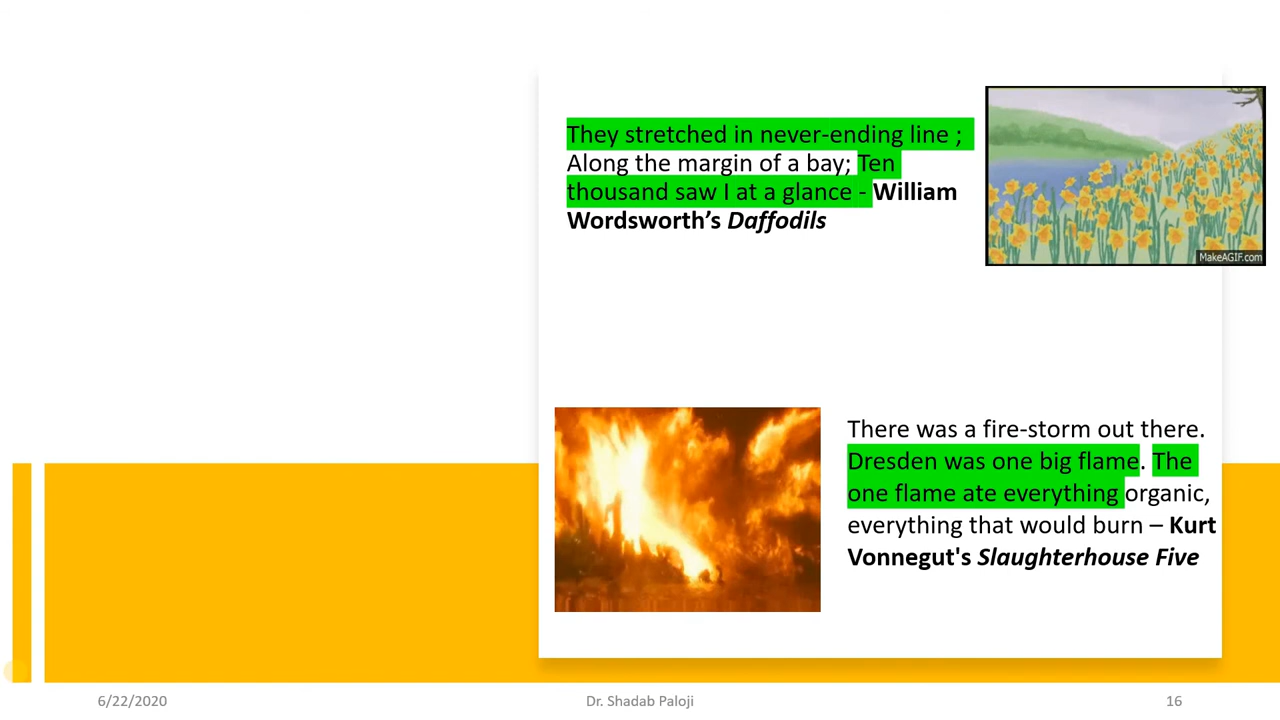 They stretched in never-ending line ;
Along the margin of a bay; Ten
thousand saw I at a glance - William
Wordsworth’s Daffodils
MakeAGIF.com
There was a fire-storm out there.
Dresden was one big flame. The
one flame ate everything organic,
everything that would burn – Kurt
Vonnegut's Slaughterhouse Five
6/22/2020
Dr. Shadab Paloji
16